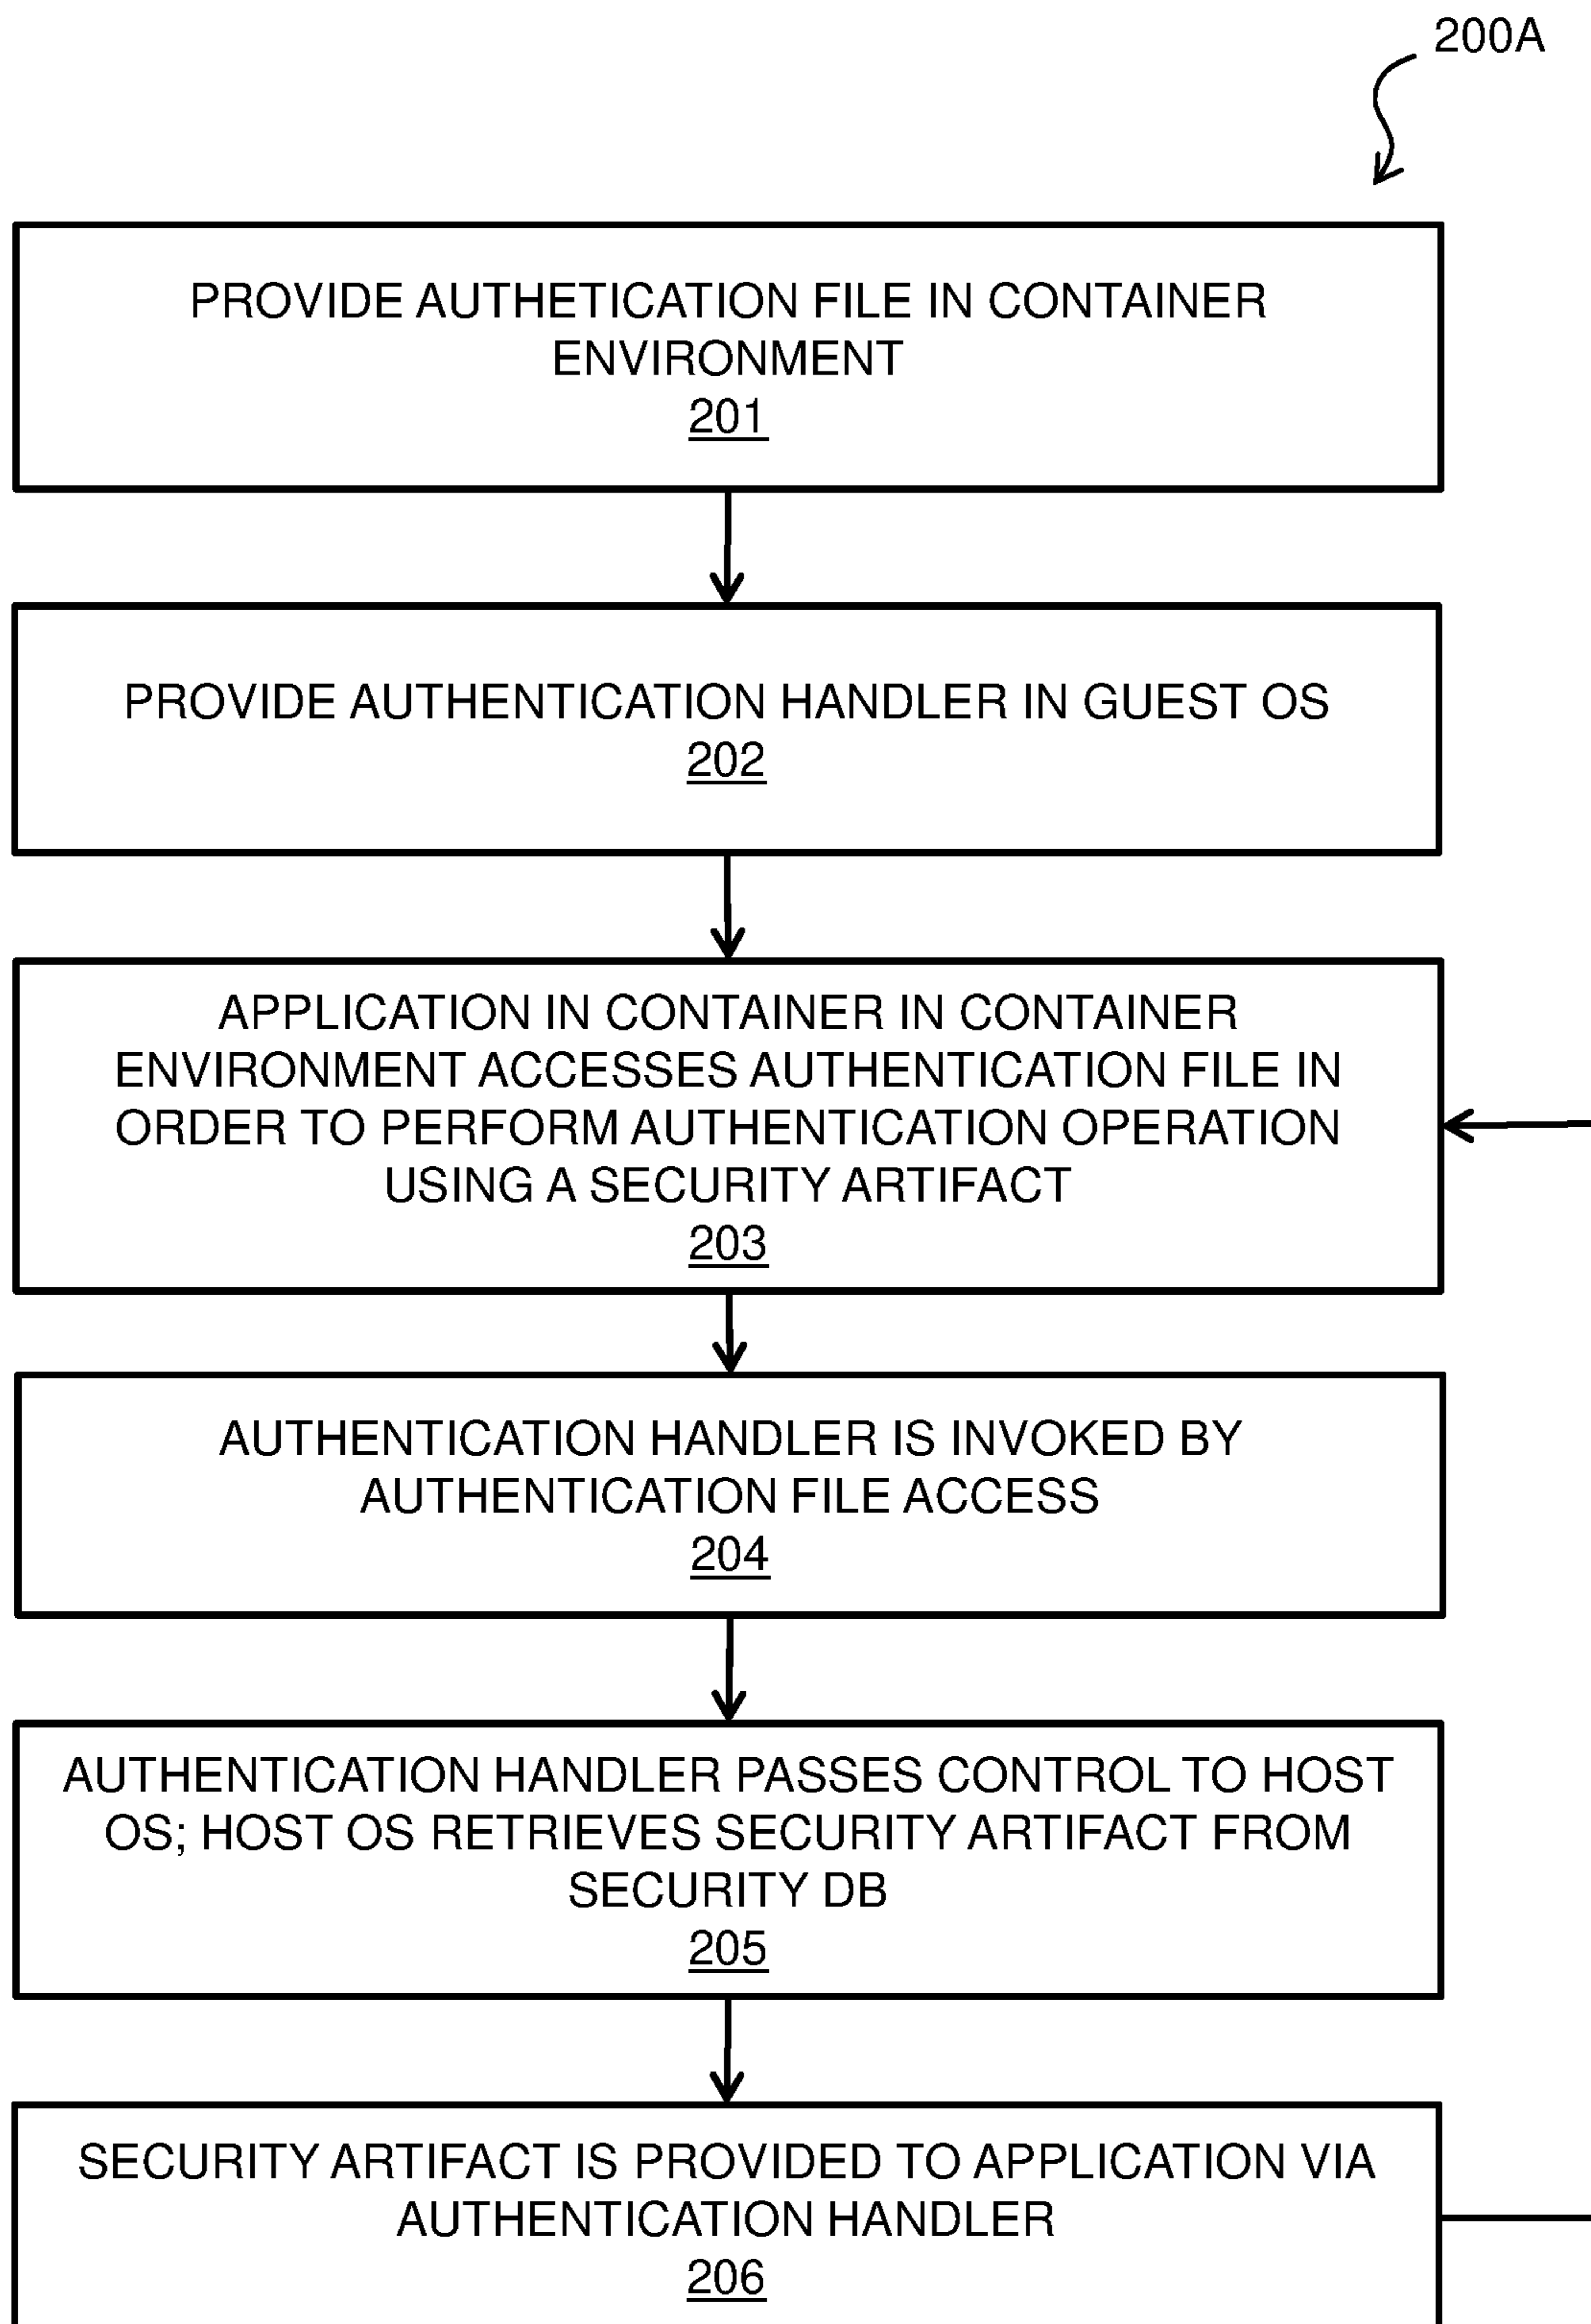 200A
PROVIDE AUTHETICATION FILE IN CONTAINER
ENVIRONMENT
201
PROVIDE AUTHENTICATION HANDLER IN GUEST OS
202
APPLICATION IN CONTAINER IN CONTAINER
ENVIRONMENT ACCESSES AUTHENTICATION FILE IN
ORDER TO PERFORM AUTHENTICATION OPERATION
USING A SECURITY ARTIFACT
203
AUTHENTICATION HANDLER IS INVOKED BY
AUTHENTICATION FILE ACCESS
204
AUTHENTICATION HANDLER PASSES CONTROL TO HOST
OS; HOST OS RETRIEVES SECURITY ARTIFACT FROM
SECURITY DB
205
SECURITY ARTIFACT IS PROVIDED TO APPLICATION VIA
AUTHENTICATION HANDLER
206